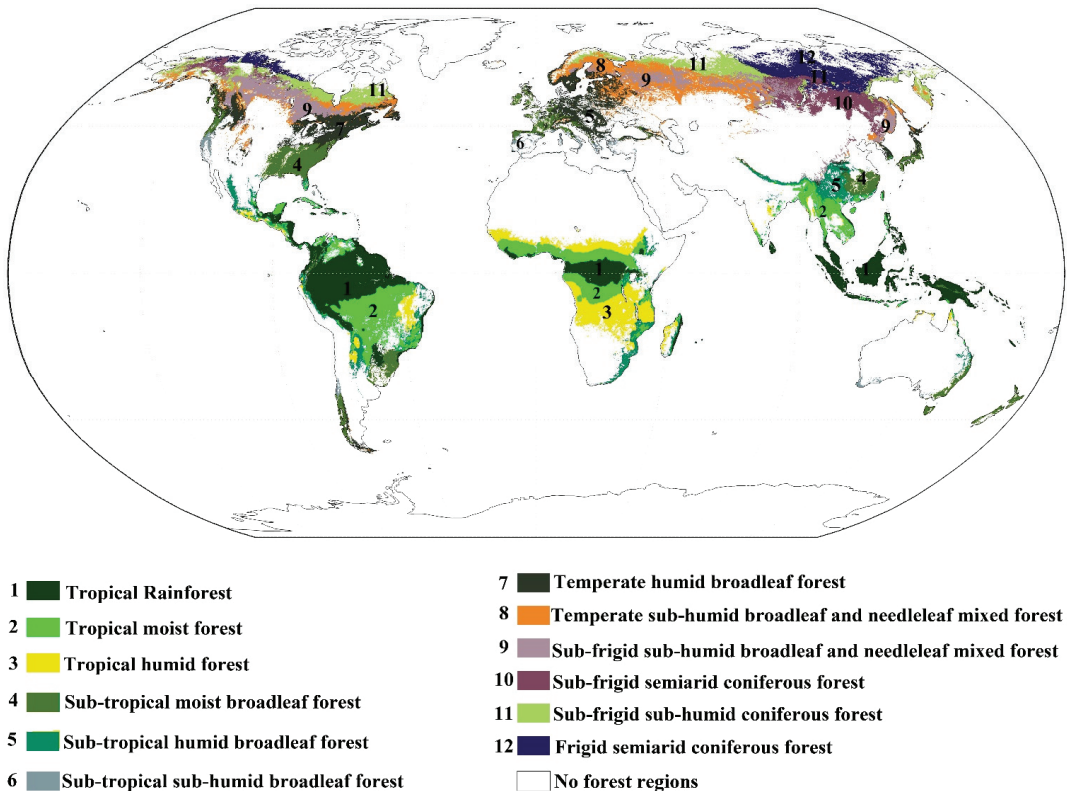 12
8
11
9
11
11
10
9
9
7
6
4
5
4
2
1
1
1
2
2
3
1 Tropical Rainforest
2 Tropical moist forest
3 Tropical humid forest
4 Sub-tropical moist broadleaf forest
5 Sub-tropical humid broadleaf forest
6 Sub-tropical sub-humid broadleaf forest
7 Temperate humid broadleaf forest
8 Temperate sub-humid broadleaf and needleleaf mixed forest
9 Sub-frigid sub-humid broadleaf and needleleaf mixed forest
10 Sub-frigid semiarid coniferous forest
11 Sub-frigid sub-humid coniferous forest
12 Frigid semiarid coniferous forest
No forest regions